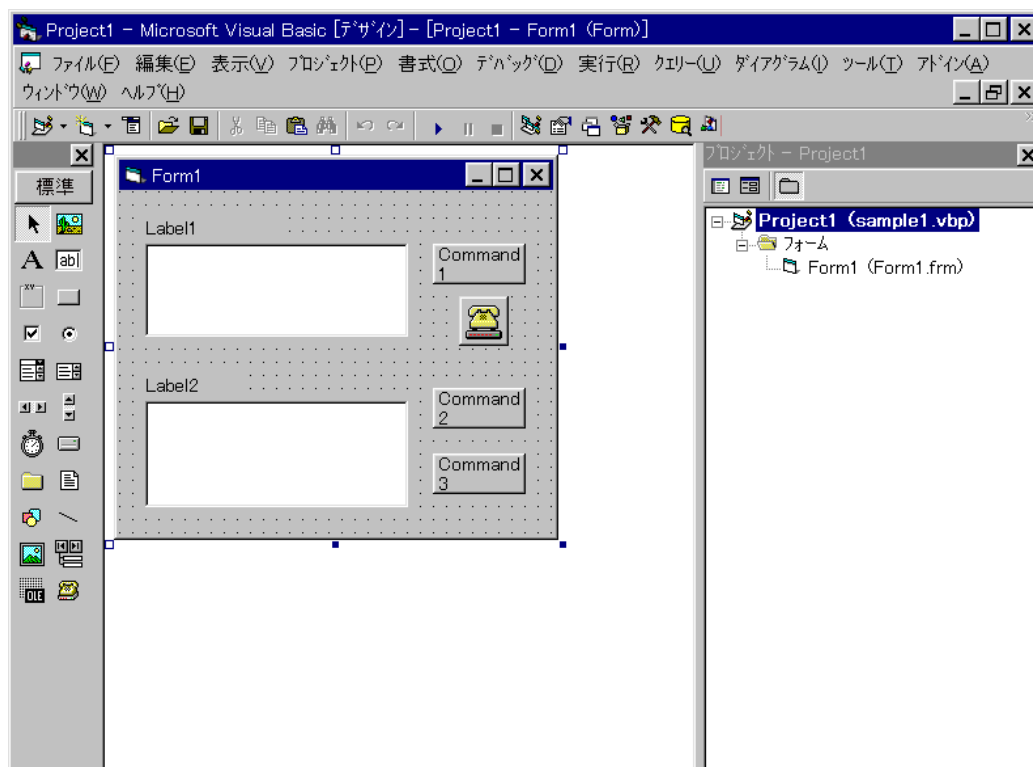 Project1 - Microsoft Visual Basic [ﾃﾞｻﾞｲﾝ] - [Project1 - Form1 (Form)]
ﾌｧｲﾙ(F) 編集(E) 表示(V) ﾌﾟﾛｼﾞｪｸﾄ(P) 書式(O) ﾃﾞﾊﾞｯｸﾞ(D) 実行(R) ｸｴﾘｰ(U) ﾀﾞｲｱｸﾞﾗﾑ(I) ﾂｰﾙ(T) ｱﾄﾞｲﾝ(A)
ｳｨﾝﾄﾞｳ(W) ﾍﾙﾌﾟ(H)
標準
A ab|
xv
OLE
Form1
Label1
Command
1
Label2
Command
2
Command
3
ﾌﾟﾛｼﾞｪｸﾄ - Project1
Project1 (sample1.vbp)
ﾌｫｰﾑ
Form1 (Form1.frm)